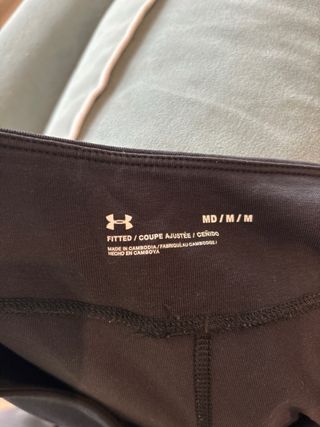 MD / M / M
FITTED / COUPE AJUSTÉE / CEÑIDO
MADE IN CAMBODIA / FABRIQUÉ AU CAMBODGE /
HECHO EN CAMBOYA